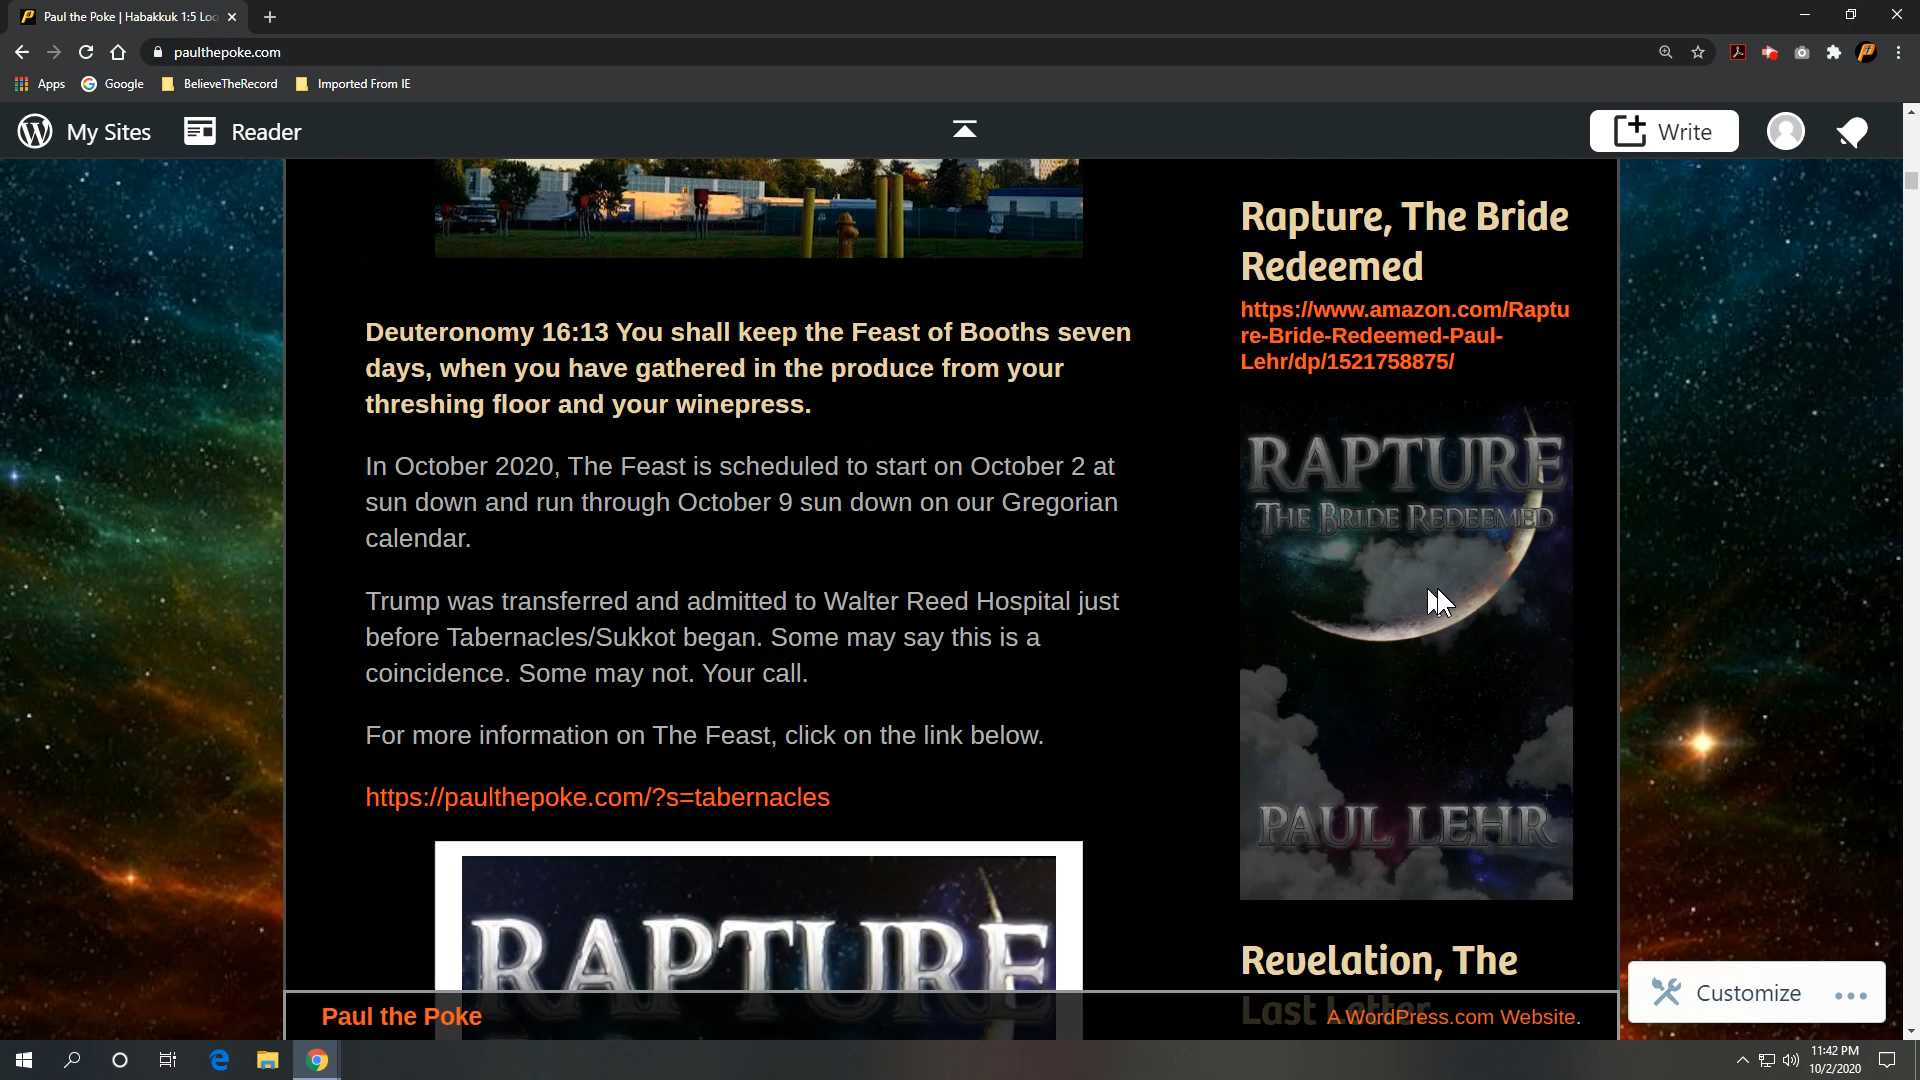 Paul the Poke | Habakkuk 1:5 Loo
paulthepoke.com
Apps Google BelieveTheRecord Imported From IE
My Sites Reader Write
Deuteronomy 16:13 You shall keep the Feast of Booths seven
days, when you have gathered in the produce from your
threshing floor and your winepress.
In October 2020, The Feast is scheduled to start on October 2 at
sun down and run through October 9 sun down on our Gregorian
calendar.
Trump was transferred and admitted to Walter Reed Hospital just
before Tabernacles/Sukkot began. Some may say this is a
coincidence. Some may not. Your call.
For more information on The Feast, click on the link below.
https://paulthepoke.com/?s=tabernacles
RAPTURE
Rapture, The Bride
Redeemed
https://www.amazon.com/Raptu
re-Bride-Redeemed-Paul-
Lehr/dp/1521758875/
RAPTURE
THE BRIDE REDEEMED
PAUL LEHR
Revelation, The
Last Letter
Customize
Paul the Poke
A WordPress.com Website.
11:42 PM
10/2/2020